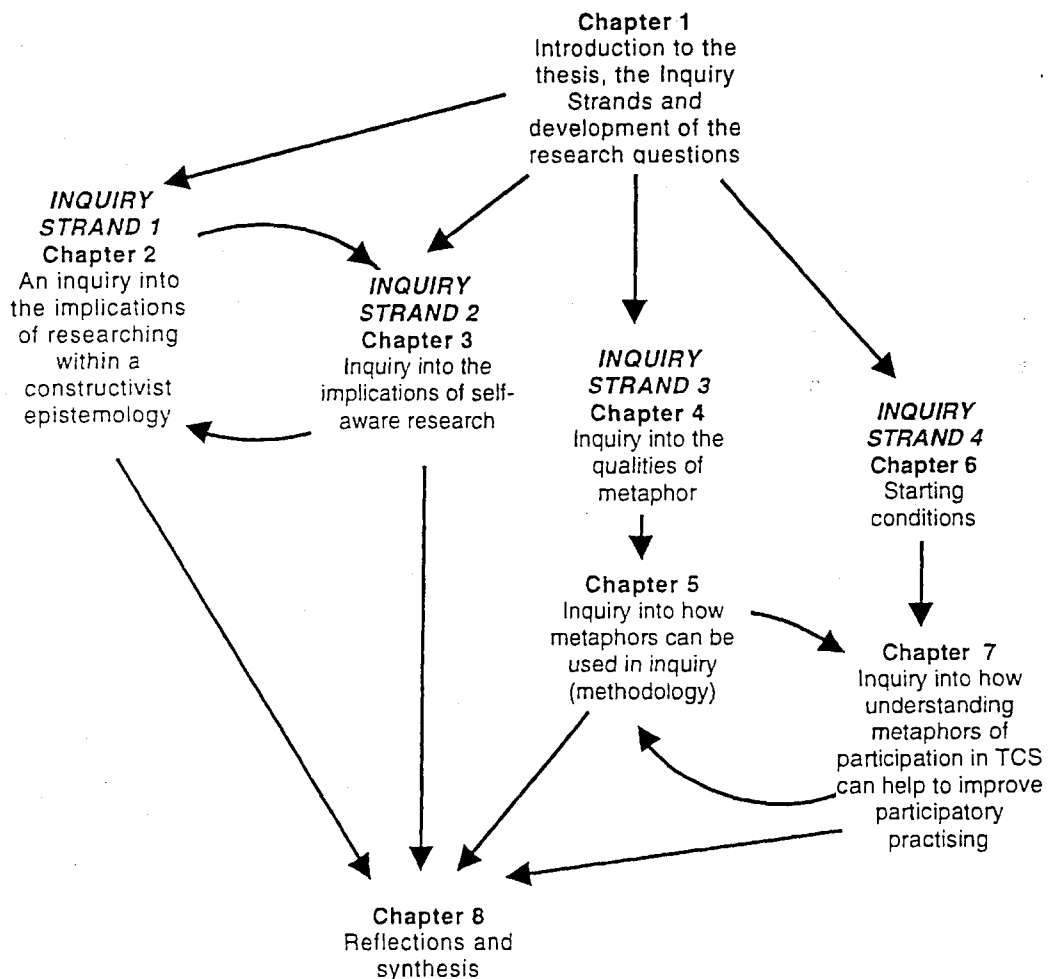 Chapter 1
Introduction to the
thesis, the Inquiry
Strands and
development of the
research questions
INQUIRY
STRAND 1
Chapter 2
An inquiry into
the implications
of researching
within a
constructivist
epistemology
INQUIRY
STRAND 2
Chapter 3
Inquiry into the
implications of self-
aware research
INQUIRY
STRAND 3
Chapter 4
Inquiry into the
qualities of
metaphor
INQUIRY
STRAND 4
Chapter 6
Starting
conditions
Chapter 5
Inquiry into how
metaphors can be
used in inquiry
(methodology)
Chapter 7
Inquiry into how
understanding
metaphors of
participation in TCS
can help to improve
participatory
practising
Chapter 8
Reflections and
synthesis